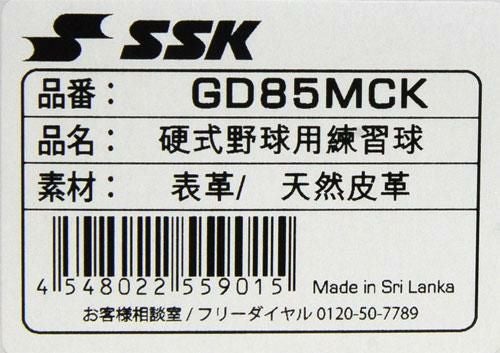 SSK
品番： GD85MCK
品名： 硬式野球用練習球
素材： 表革/ 天然皮革
4 548022 559015 Made in Sri Lanka
お客様相談室 / フリーダイヤル 0120-50-7789